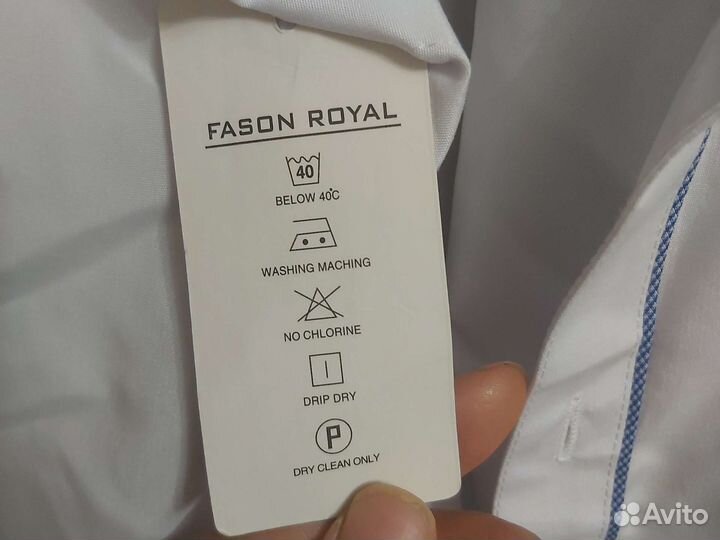 FASON ROYAL
40
BELOW 40°C
WASHING MACHING
NO CHLORINE
DRIP DRY
P
DRY CLEAN ONLY
Avito